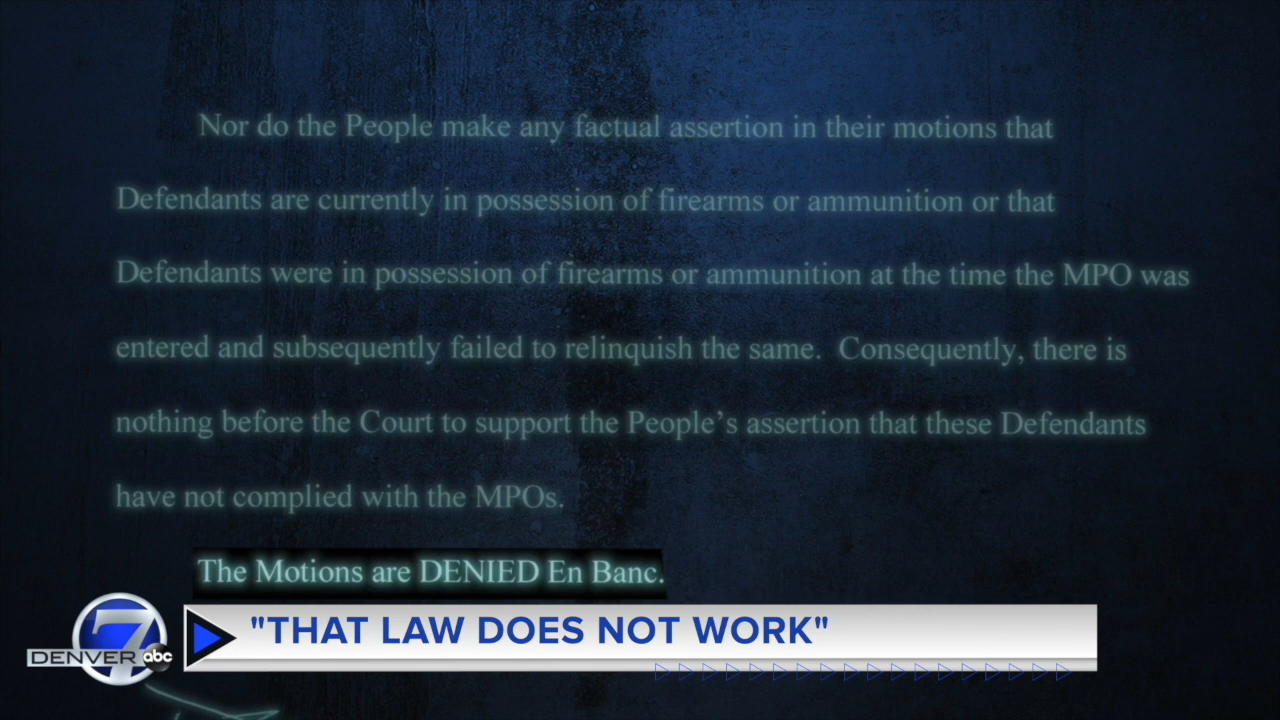 Nor do the People make any factual assertion in their motions that
Defendants are currently in possession of firearms or ammunition or that
Defendants were in possession of firearms or ammunition at the time the MPO was
entered and subsequently failed to relinquish the same.  Consequently, there is
nothing before the Court to support the People’s assertion that these Defendants
have not complied with the MPOs.
The Motions are DENIED En Banc.
"THAT LAW DOES NOT WORK"
7
DENVER abc